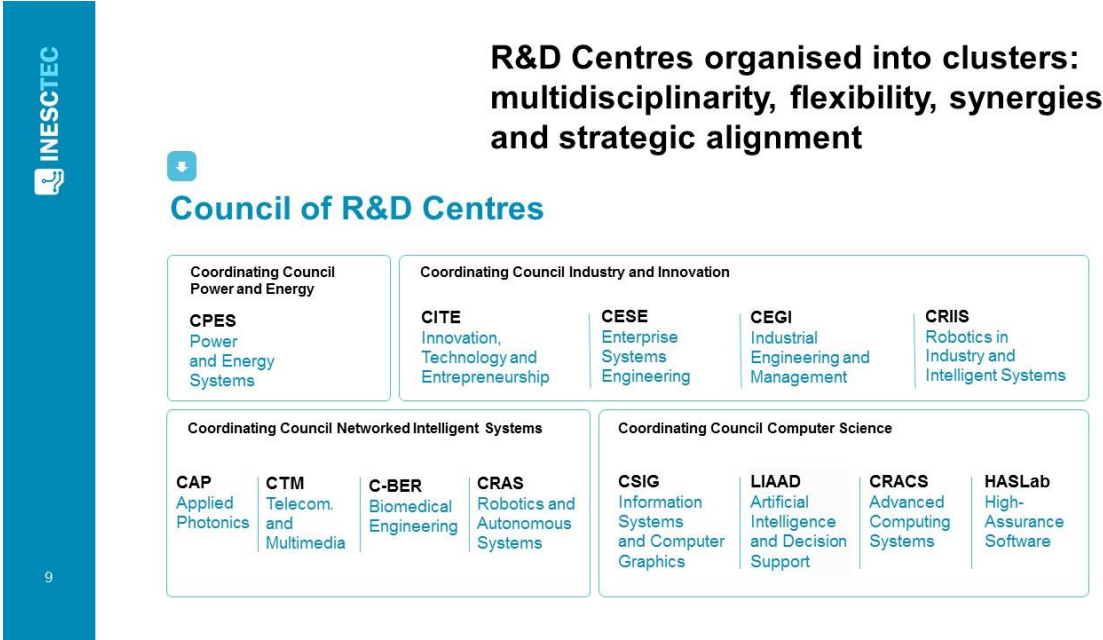 INESCTEC
R&D Centres organised into clusters:
multidisciplinarity, flexibility, synergies
and strategic alignment
Council of R&D Centres
Coordinating Council
Power and Energy
CPES
Power
and Energy
Systems
Coordinating Council Industry and Innovation
CITE
Innovation,
Technology and
Entrepreneurship
CESE
Enterprise
Systems
Engineering
CEGI
Industrial
Engineering and
Management
CRIIS
Robotics in
Industry and
Intelligent Systems
Coordinating Council Networked Intelligent Systems
CAP
Applied
Photonics
CTM
Telecom.
and
Multimedia
C-BER
Biomedical
Engineering
CRAS
Robotics and
Autonomous
Systems
Coordinating Council Computer Science
CSIG
Information
Systems
and Computer
Graphics
LIAAD
Artificial
Intelligence
and Decision
Support
CRACS
Advanced
Computing
Systems
HASLab
High-
Assurance
Software
9